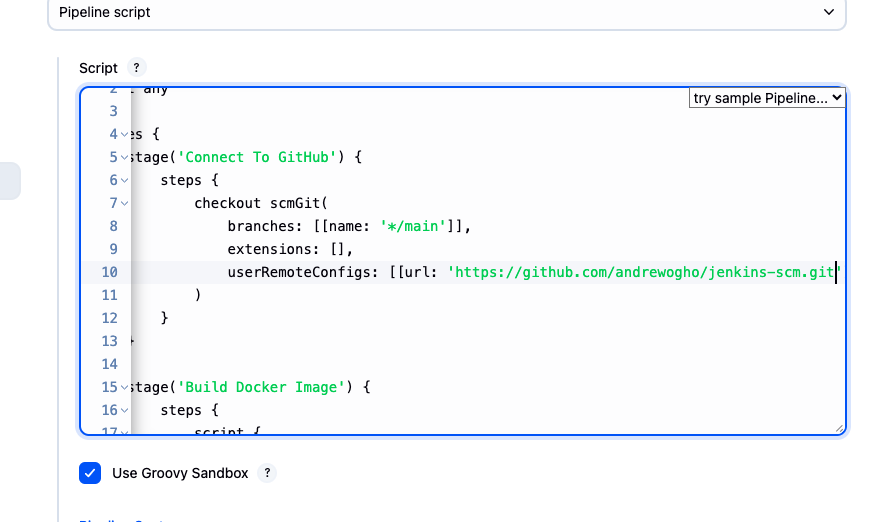 Pipeline script
Script ?
try sample Pipeline...
2 t any
3
4 es {
5 stage('Connect To GitHub') {
6 steps {
7 checkout scmGit(
8 branches: [[name: '*/main']],
9 extensions: [],
10 userRemoteConfigs: [[url: 'https://github.com/andrewogho/jenkins-scm.git'
11 )
12 }
13 }
14
15 stage('Build Docker Image') {
16 steps {
17 script {
Use Groovy Sandbox ?